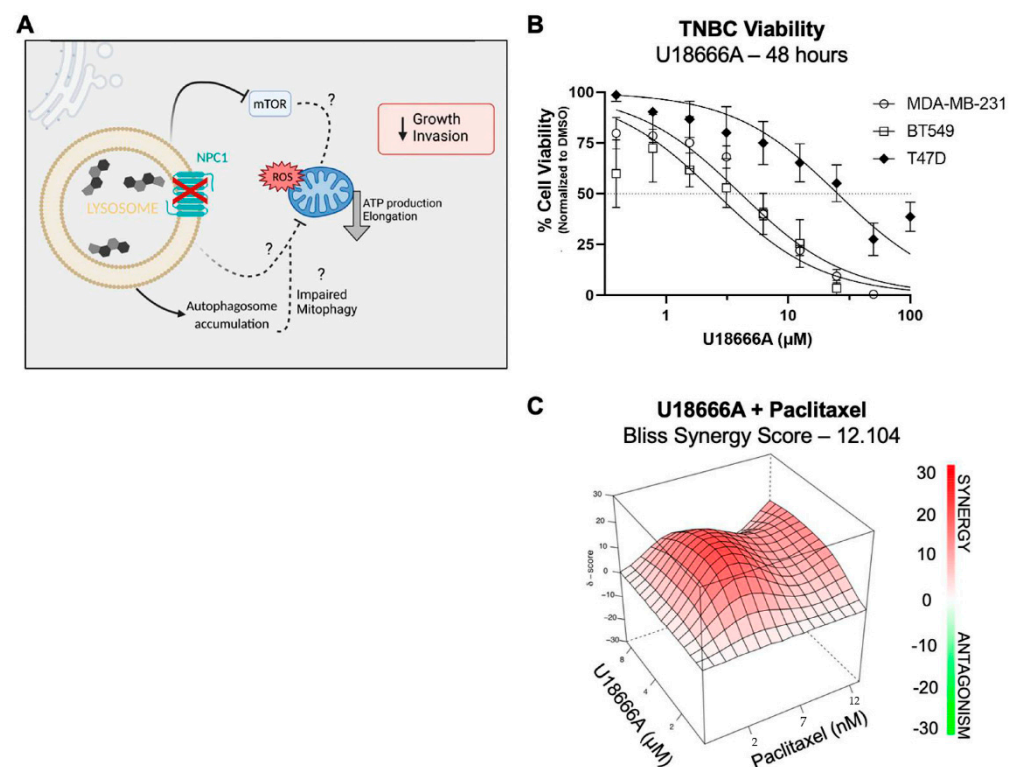 A
mTOR
?
Growth
Invasion
NPC1
ROS
LYSOSOME
ATP production
Elongation
?
?
Impaired
Mitophagy
Autophagosome
accumulation
B
TNBC Viability
U18666A – 48 hours
% Cell Viability
(Normalized to DMSO)
100
75
50
25
0
1
10
100
U18666A (μM)
MDA-MB-231
BT549
T47D
C
U18666A + Paclitaxel
Bliss Synergy Score – 12.104
δ - score
30
20
10
0
-10
-20
-30
8
4
2
U18666A (μM)
2
7
12
Paclitaxel (nM)
30
20
10
0
-10
-20
-30
SYNERGY
ANTAGONISM